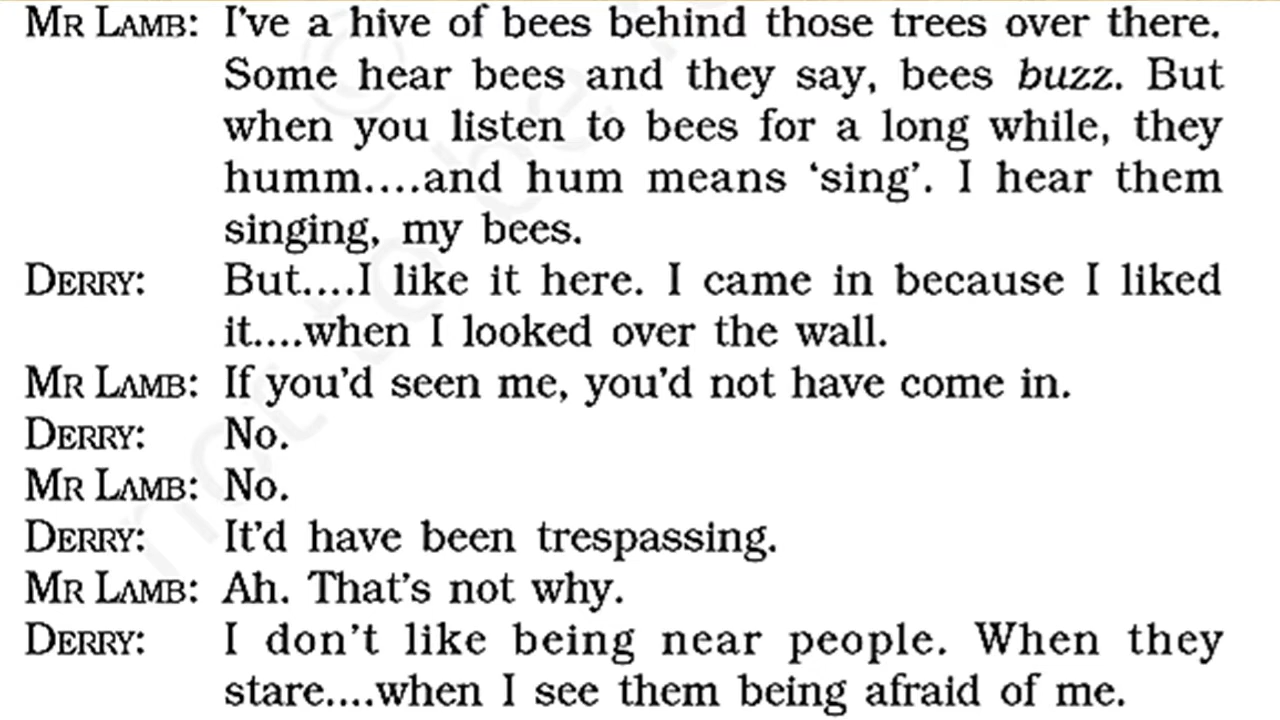 MR LAMB: I've a hive of bees behind those trees over there.
Some hear bees and they say, bees buzz. But
when you listen to bees for a long while, they
humm....and hum means ‘sing’. I hear them
singing, my bees.
DERRY: But....I like it here. I came in because I liked
it....when I looked over the wall.
MR LAMB: If you'd seen me, you'd not have come in.
DERRY: No.
MR LAMB: No.
DERRY: It'd have been trespassing.
MR LAMB: Ah. That's not why.
DERRY: I don't like being near people. When they
stare....when I see them being afraid of me.